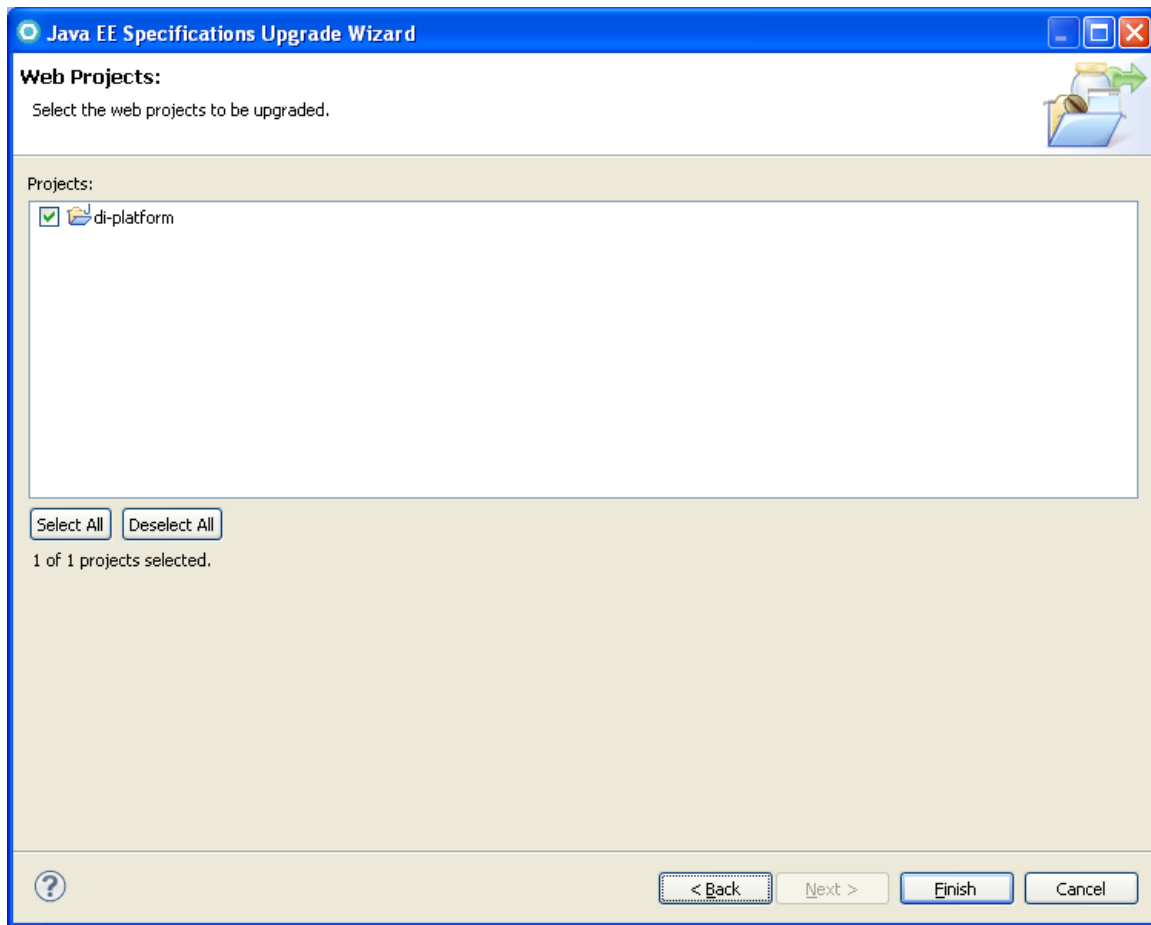 Java EE Specifications Upgrade Wizard
Web Projects:
Select the web projects to be upgraded.
Projects:
di-platform
Select All Deselect All
1 of 1 projects selected.
? < Back Next > Finish Cancel